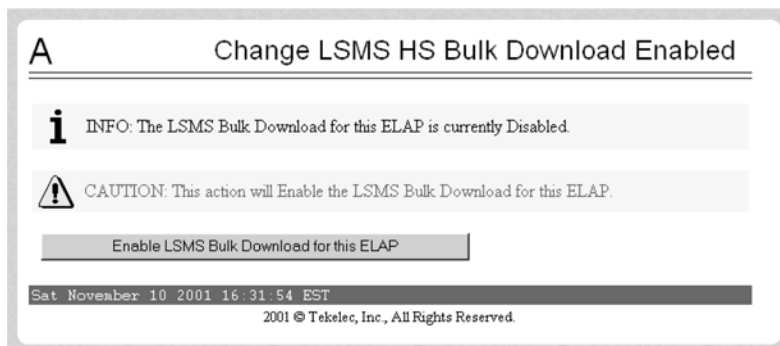 A Change LSMS HS Bulk Download Enabled
i INFO: The LSMS Bulk Download for this ELAP is currently Disabled.
CAUTION: This action will Enable the LSMS Bulk Download for this ELAP.
Enable LSMS Bulk Download for this ELAP
Sat November 10 2001 16:31:54 EST
2001 © Tekelec, Inc., All Rights Reserved.